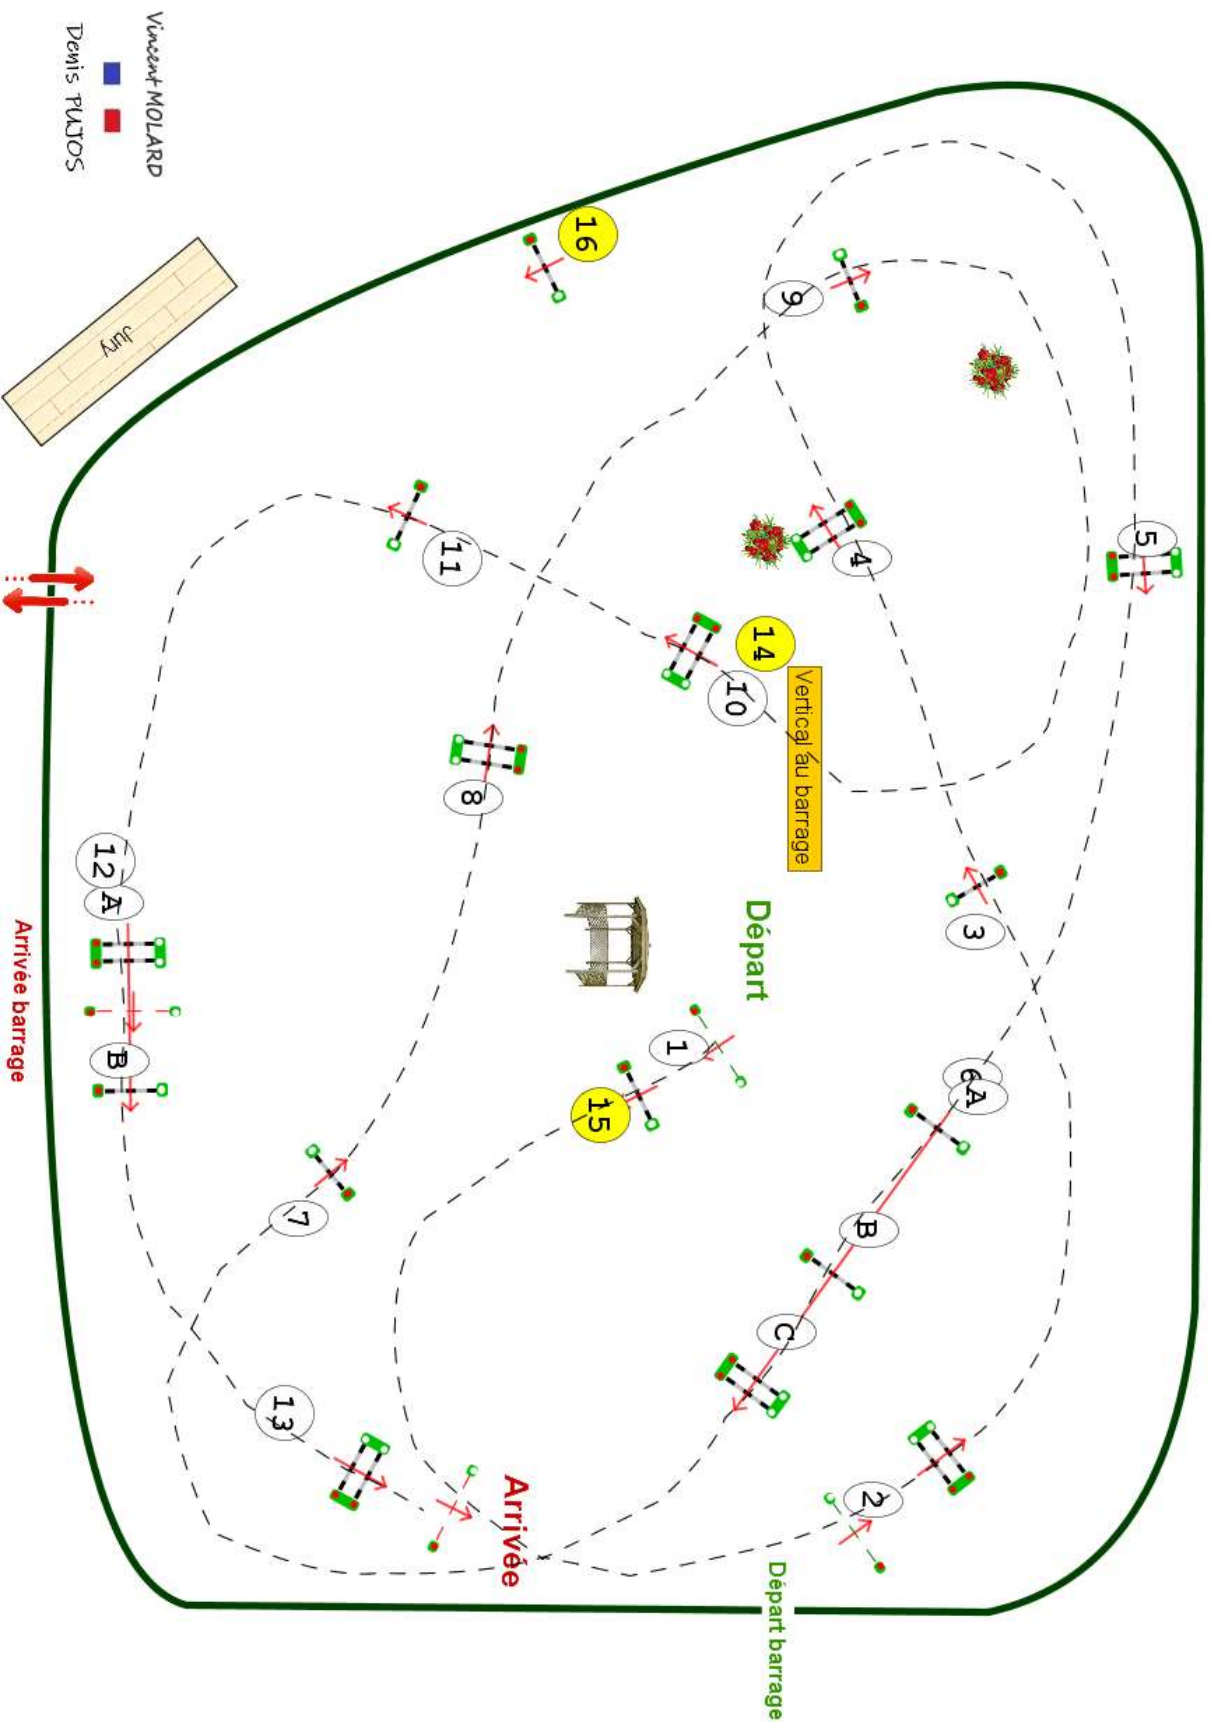 5
6 A
3
2
B
4
Vertical au barrage
9
C
Départ barrage
14
Départ
10
1
15
16
Arrivée
8
11
7
13
Vincent MOLARD
B
Jury
12 A
Denis PUJOS
Arrivée barrage